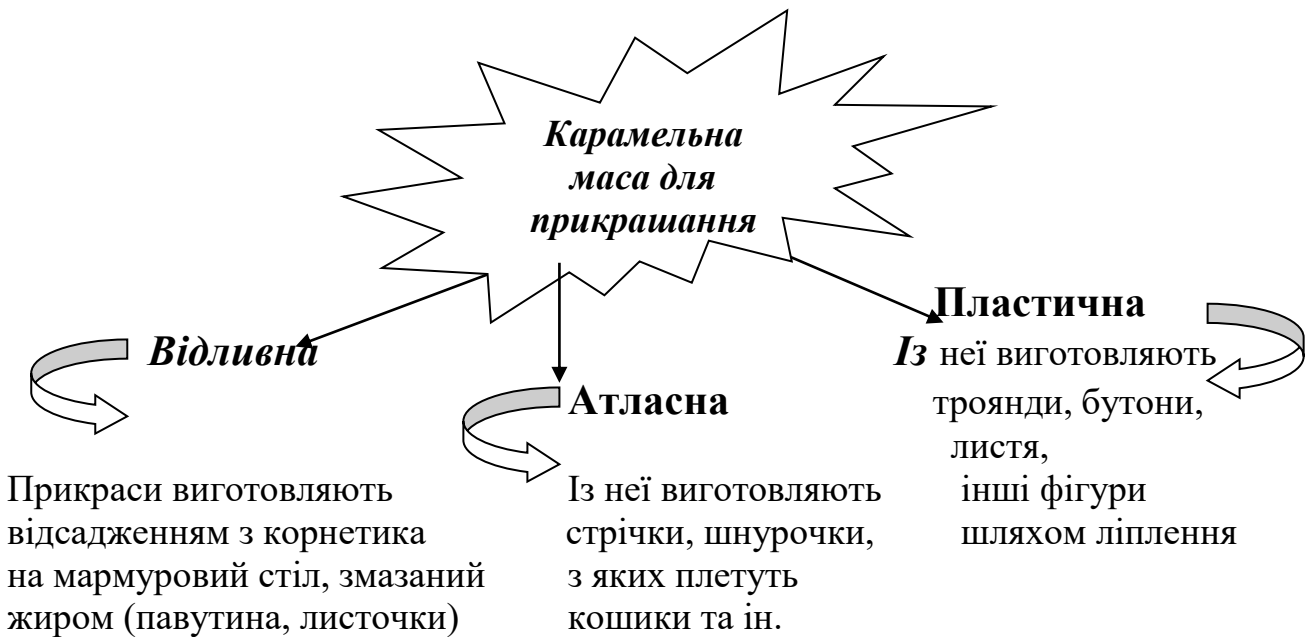 Карамельна
маса для
прикрашання
Відливна
Прикраси виготовляють
відсадженням з корнетика
на мармуровий стіл, змазаний
жиром (павутина, листочки)
Атласна
Із неї виготовляють
стрічки, шнурочки,
з яких плетуть
кошики та ін.
Пластична
Із неї виготовляють
троянди, бутони,
листя,
інші фігури
шляхом ліплення